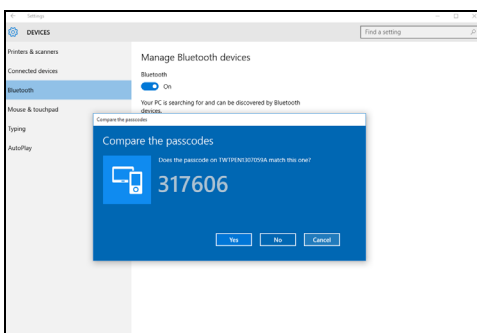 Settings
DEVICES
Find a setting
Printers & scanners
Connected devices
Bluetooth
Mouse & touchpad
Typing
AutoPlay
Manage Bluetooth devices
Bluetooth
On
Your PC is searching for and can be discovered by Bluetooth
devices.
Compare the passcodes
Compare the passcodes
Does the passcode on TWTPENI307059A match this one?
317606
Yes
No
Cancel